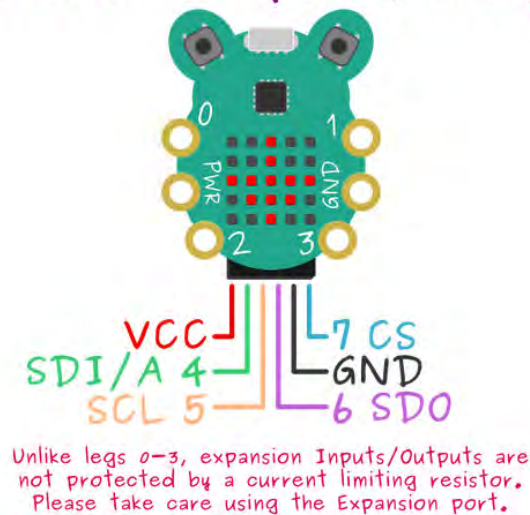 0 1
PWR GND
2 3
VCC 7 CS
SDI/A 4 GND
SCL 5 6 SDO
Unlike legs 0-3, expansion Inputs/Outputs are
not protected by a current limiting resistor.
Please take care using the Expansion port.